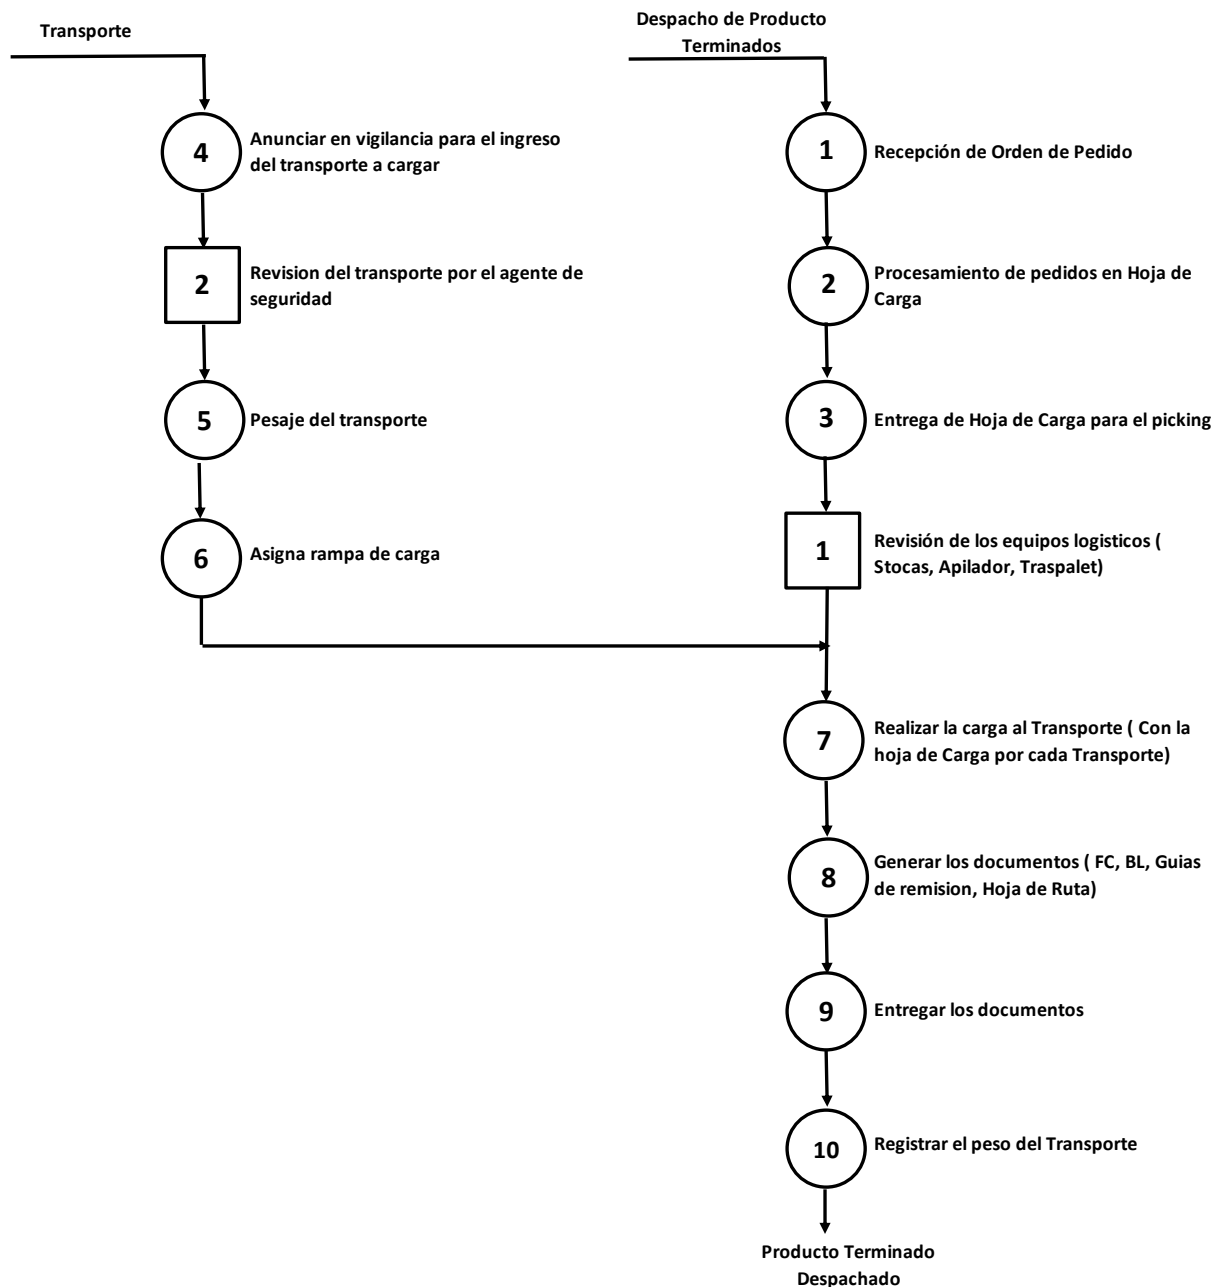 Transporte
4
Anunciar en vigilancia para el ingreso
del transporte a cargar
2
Revision del transporte por el agente de
seguridad
5
Pesaje del transporte
6
Asigna rampa de carga
Despacho de Producto
Terminados
1
Recepción de Orden de Pedido
2
Procesamiento de pedidos en Hoja de
Carga
3
Entrega de Hoja de Carga para el picking
1
Revisión de los equipos logisticos (
Stocas, Apilador, Traspalet)
7
Realizar la carga al Transporte ( Con la
hoja de Carga por cada Transporte)
8
Generar los documentos ( FC, BL, Guias
de remision, Hoja de Ruta)
9
Entregar los documentos
10
Registrar el peso del Transporte
Producto Terminado
Despachado